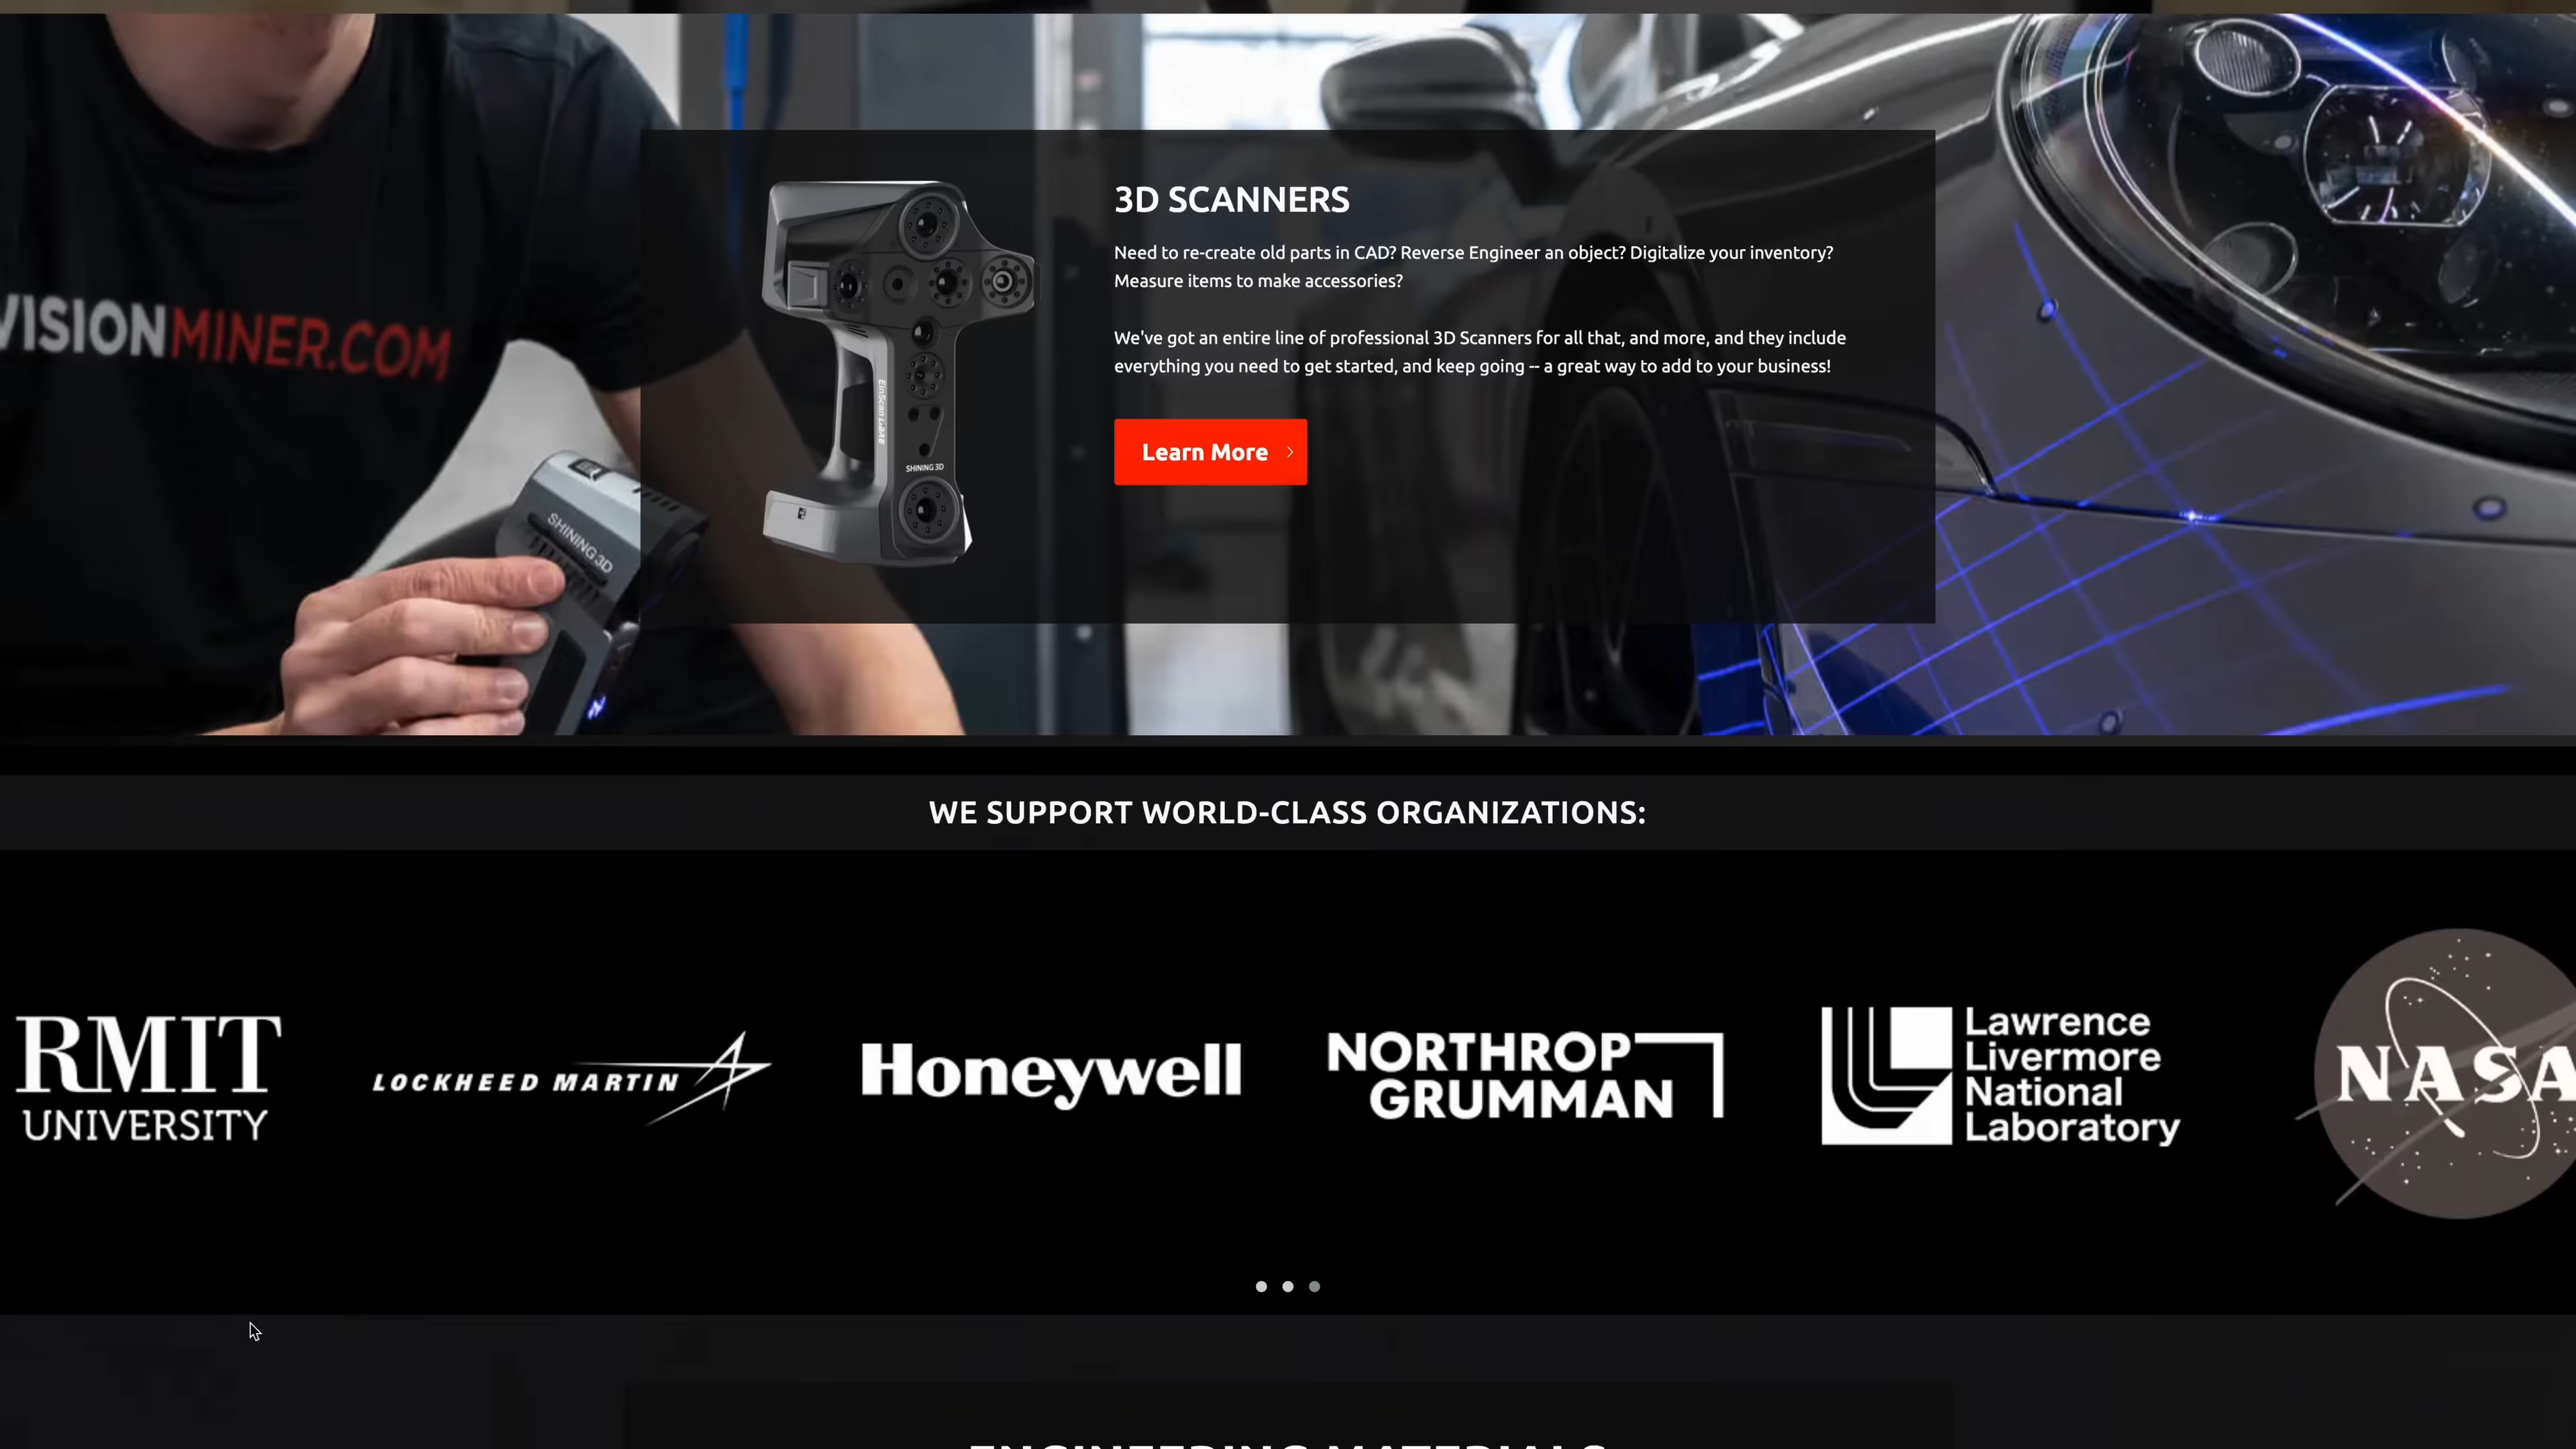 VISIONMINER.COM
SHINING 3D
EinScan Libre
SHINING 3D
3D SCANNERS
Need to re-create old parts in CAD? Reverse Engineer an object? Digitalize your inventory?
Measure items to make accessories?
We've got an entire line of professional 3D Scanners for all that, and more, and they include
everything you need to get started, and keep going -- a great way to add to your business!
Learn More
WE SUPPORT WORLD-CLASS ORGANIZATIONS:
RMIT
UNIVERSITY
LOCKHEED MARTIN
Honeywell
NORTHROP
GRUMMAN
Lawrence
Livermore
National
Laboratory
NASA
ENGINEERING MATERIALS